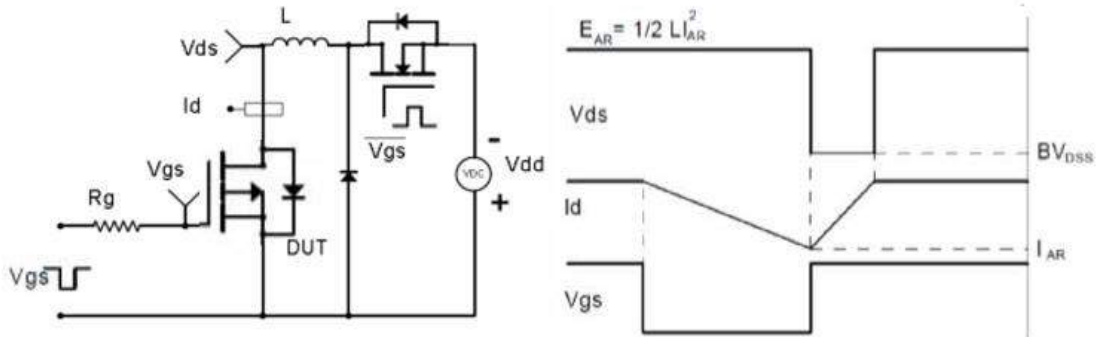 L
Vds
Id
Vgs
Rg
Vgs
DUT
Vgs
-
VDC
Vdd
+
E_AR = 1/2 LI_AR^2
Vds
BV_DSS
Id
I_AR
Vgs